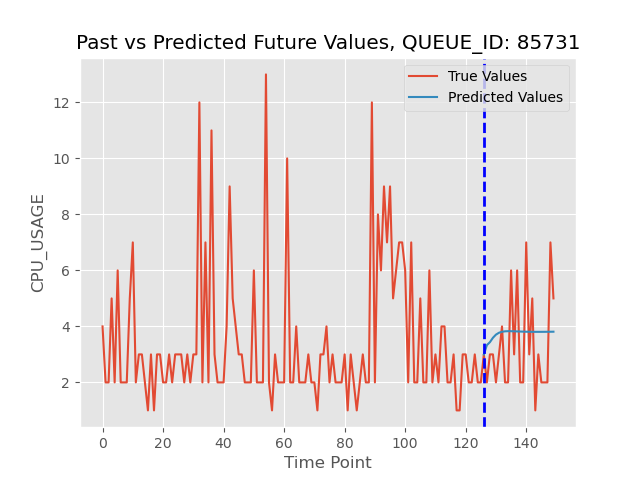 Past vs Predicted Future Values, QUEUE_ID: 85731
True Values
Predicted Values
12
10
8
6
4
2
CPU_USAGE
0 20 40 60 80 100 120 140
Time Point